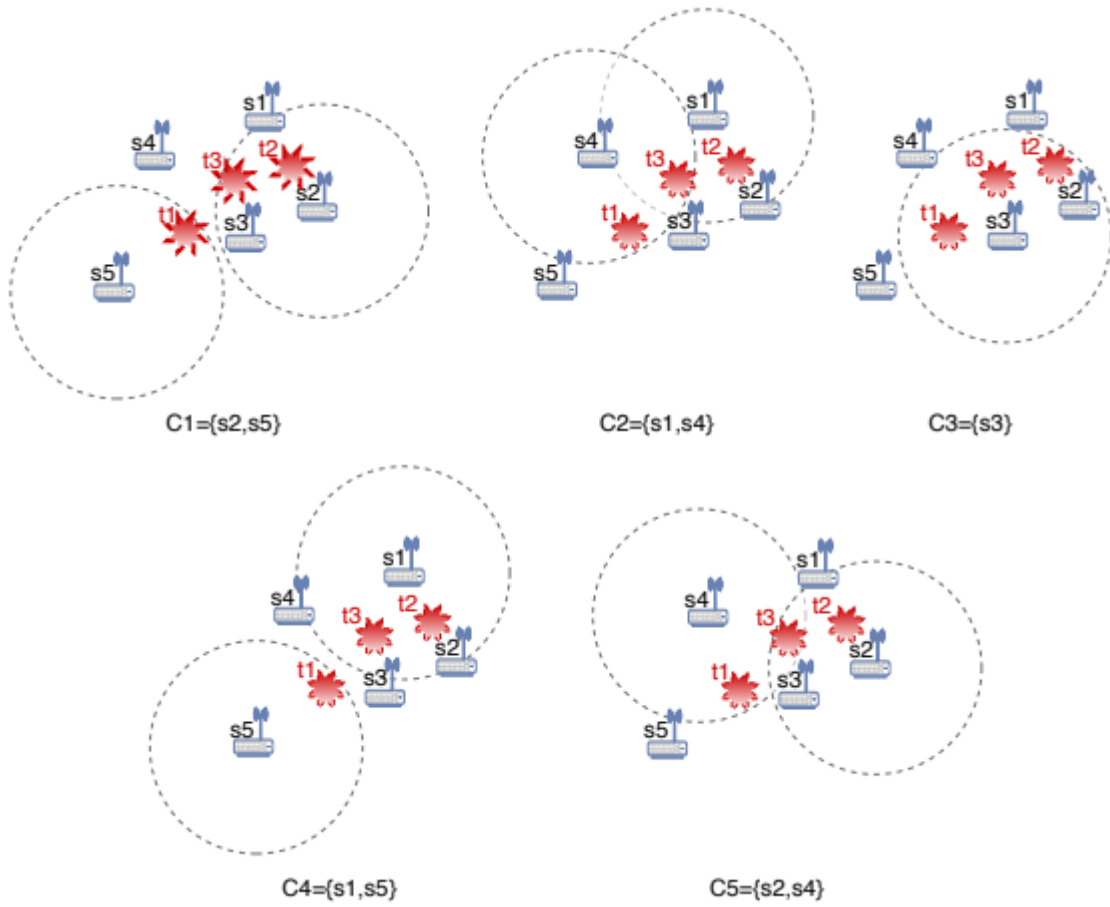 s1
s4
t3
t2
s2
t1
s3
s5
C1={s2,s5}
s1
s4
t3
t2
s2
t1
s3
s5
C2={s1,s4}
s1
s4
t3
t2
s2
t1
s3
s5
C3={s3}
s1
s4
t3
t2
s2
t1
s3
s5
C4={s1,s5}
s1
s4
t3
t2
s2
t1
s3
s5
C5={s2,s4}